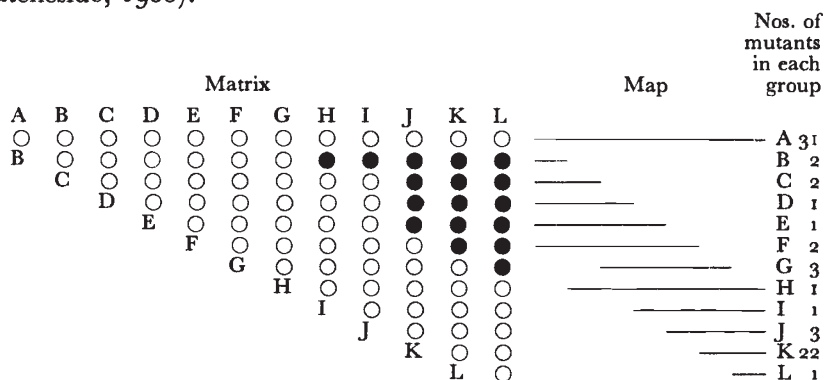 Nos. of
mutants
in each
Matrix Map group
A B C D E F G H I J K L
A 31
B B 2
C C 2
D D 1
E E 1
F F 2
G G 3
H H 1
I I 1
J J 3
K K 22
L L 1